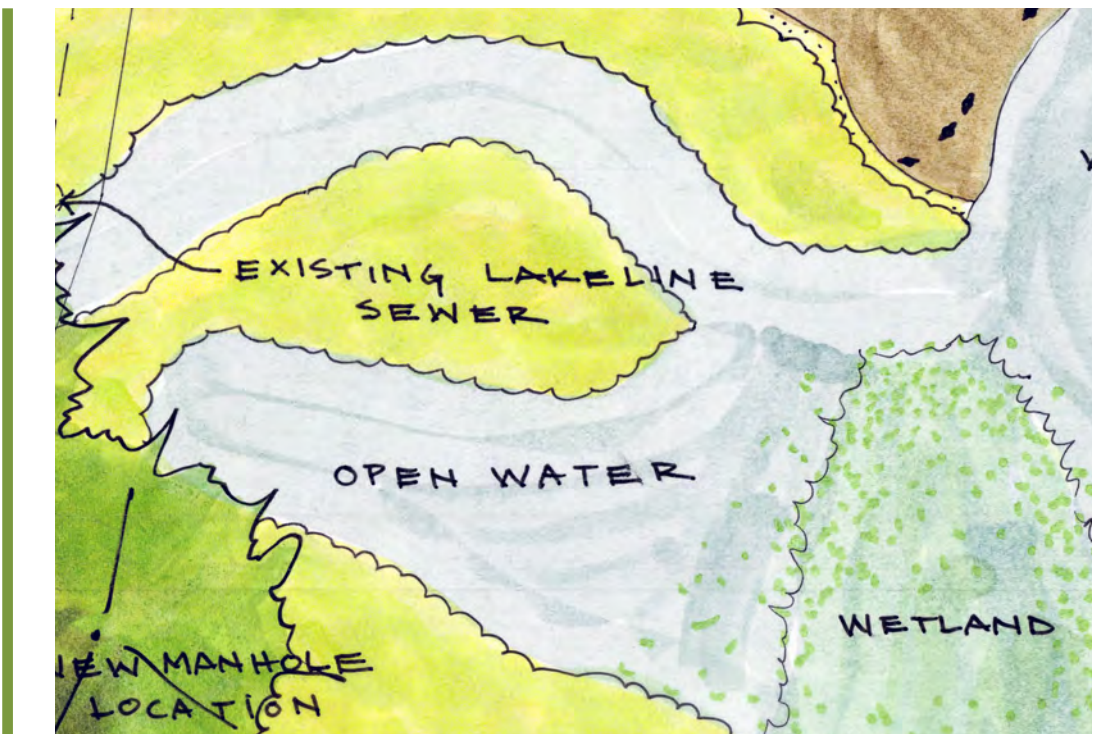 EXISTING LAKELINE
SEWER
OPEN WATER
WETLAND
NEW MANHOLE
LOCATION